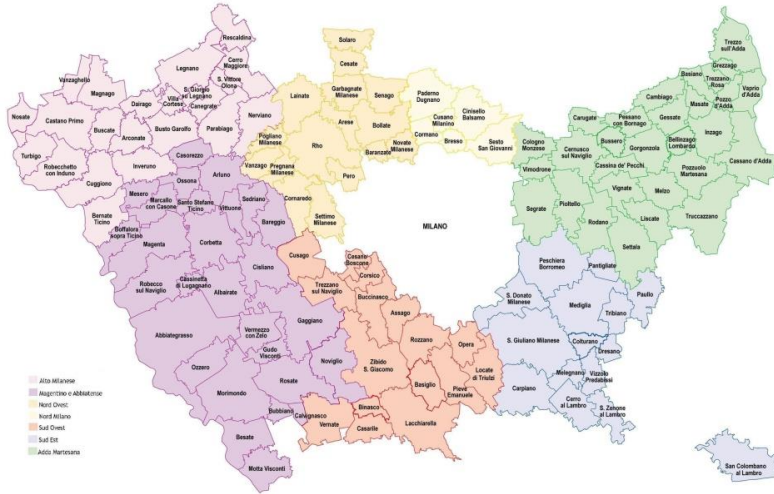 Rescaldina
Legnano
Cerro
Maggiore
S. Vittore
Olona
S. Giorgio
su Legnano
Villa
Cortese
Canegrate
Vanzaghello
Magnago
Dairago
Nosate
Castano Primo
Buscate
Arconate
Busto Garolfo
Parabiago
Nerviano
Turbigo
Robecchetto
con Induno
Inveruno
Cuggiono
Bernate
Ticino
Casorezzo
Ossona
Arluno
Mesero
Marcallo
con Casone
Santo Stefano
Ticino
Vittuone
Sedriano
Bareggio
Boffalora
sopra Ticino
Magenta
Corbetta
Robecco
sul Naviglio
Cassinetta
di Lugagnano
Albairate
Cisliano
Abbiategrasso
Vermezzo
con Zelo
Gaggiano
Gudo
Visconti
Ozzero
Noviglio
Rosate
Morimondo
Bubbiano
Besate
Motta Visconti
Solaro
Cesate
Garbagnate
Milanese
Senago
Lainate
Arese
Bollate
Pogliano
Milanese
Rho
Novate
Milanese
Baranzate
Vanzago
Pregnana
Milanese
Pero
Cornaredo
Settimo
Milanese
Paderno
Dugnano
Cusano Milanino
Cinisello
Balsamo
Cormano
Bresso
Sesto
San Giovanni
MILANO
Cusago
Cesano
Boscone
Corsico
Trezzano
sul Naviglio
Buccinasco
Assago
Rozzano
Opera
Zibido
S. Giacomo
Locate
di Triulzi
Basiglio
Pieve
Emanuele
Calvignasco
Vernate
Binasco
Casarile
Lacchiarella
Trezzo
sull'Adda
Grezzago
Basiano
Trezzano
Rosa
Vaprio
d'Adda
Pozzo
d'Adda
Cambiago
Masate
Gessate
Pessano
con Bornago
Carugate
Inzago
Bussero
Bellinzago
Lombardo
Gorgonzola
Cologno
Monzese
Cernusco
sul Naviglio
Cassina de' Pecchi
Cassano d'Adda
Pozzuolo
Martesana
Vimodrone
Vignate
Melzo
Pioltello
Segrate
Rodano
Liscate
Truccazzano
Settala
Peschiera
Borromeo
Pantigliate
Paullo
S. Donato
Milanese
Mediglia
Tribiano
S. Giuliano Milanese
Colturano
Dresano
Melegnano
Vizzolo
Predabissi
Carpiano
Cerro
al Lambro
S. Zenone
al Lambro
San Colombano
al Lambro
Alto Milanese
Magentino e Abbiatense
Nord Ovest
Nord Milano
Sud Ovest
Sud Est
Adda Martesana